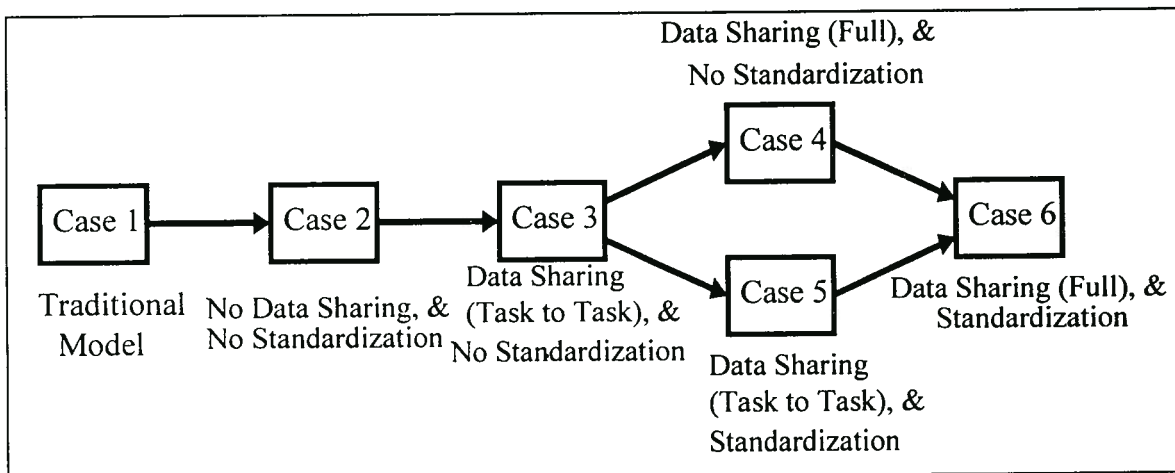 Data Sharing (Full), &
No Standardization
Case 4
Case 1
Case 2
Case 3
Case 6
Traditional
Model
No Data Sharing, &
No Standardization
Data Sharing
(Task to Task), &
No Standardization
Case 5
Data Sharing (Full), &
Standardization
Data Sharing
(Task to Task), &
Standardization